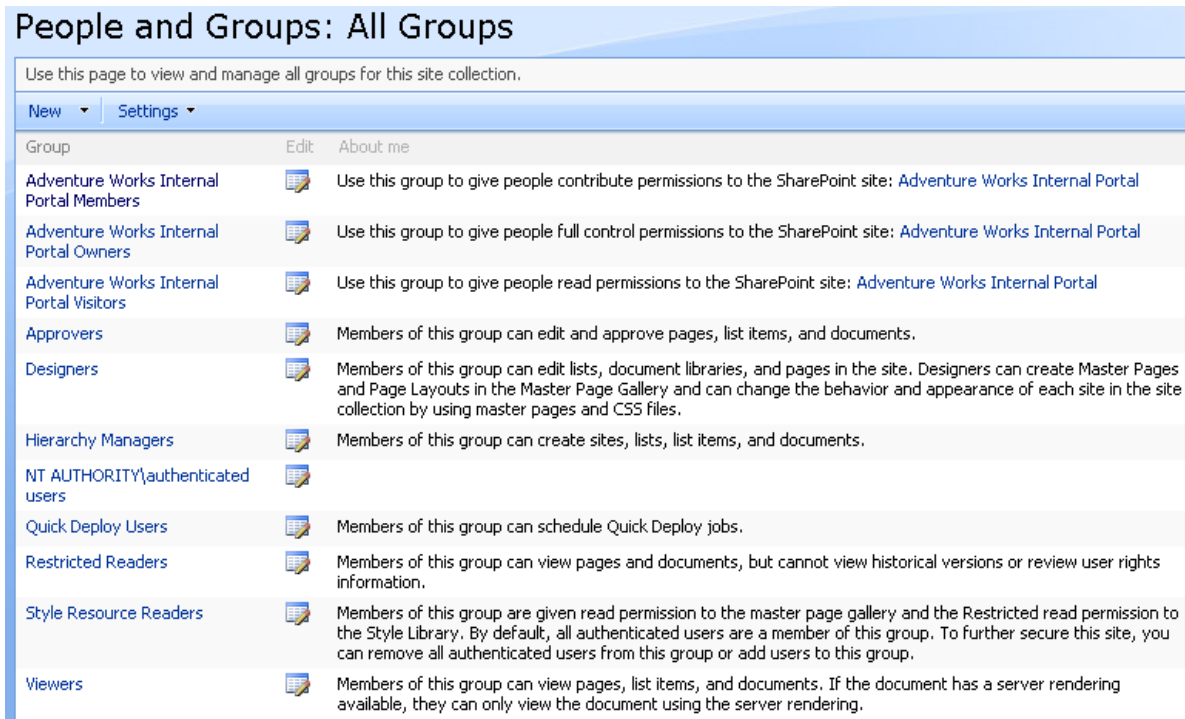 People and Groups: All Groups
Use this page to view and manage all groups for this site collection.
New Settings
Group Edit About me
Adventure Works Internal Use this group to give people contribute permissions to the SharePoint site: Adventure Works Internal Portal
Portal Members
Adventure Works Internal Use this group to give people full control permissions to the SharePoint site: Adventure Works Internal Portal
Portal Owners
Adventure Works Internal Use this group to give people read permissions to the SharePoint site: Adventure Works Internal Portal
Portal Visitors
Approvers Members of this group can edit and approve pages, list items, and documents.
Designers Members of this group can edit lists, document libraries, and pages in the site. Designers can create Master Pages
and Page Layouts in the Master Page Gallery and can change the behavior and appearance of each site in the site
collection by using master pages and CSS files.
Hierarchy Managers Members of this group can create sites, lists, list items, and documents.
NT AUTHORITY\authenticated
users
Quick Deploy Users Members of this group can schedule Quick Deploy jobs.
Restricted Readers Members of this group can view pages and documents, but cannot view historical versions or review user rights
information.
Style Resource Readers Members of this group are given read permission to the master page gallery and the Restricted read permission to
the Style Library. By default, all authenticated users are a member of this group. To further secure this site, you
can remove all authenticated users from this group or add users to this group.
Viewers Members of this group can view pages, list items, and documents. If the document has a server rendering
available, they can only view the document using the server rendering.